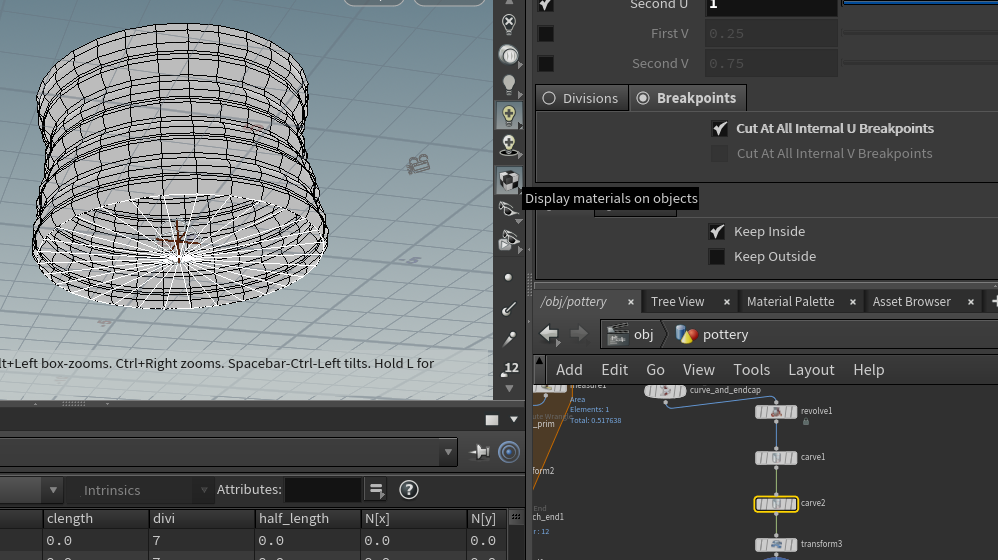 Second U 1
First V 0.25
Second V 0.75
Divisions Breakpoints
Cut At All Internal U Breakpoints
Cut At All Internal V Breakpoints
Display materials on objects
Keep Inside
Keep Outside
-5
12
lt+Left box-zooms. Ctrl+Right zooms. Spacebar-Ctrl-Left tilts. Hold L for
/obj/pottery × Tree View × Material Palette × Asset Browser × +
obj pottery
Add Edit Go View Tools Layout Help
measure1
Area
Elements: 1
Total: 0.517638
curve_and_endcap
revolve1
_prim
carve1
form2
carve2
End
ch_end1
r: 12
transform3
Intrinsics Attributes: ?
clength divi half_length N[x] N[y]
0.0 7 0.0 0.0 0.0